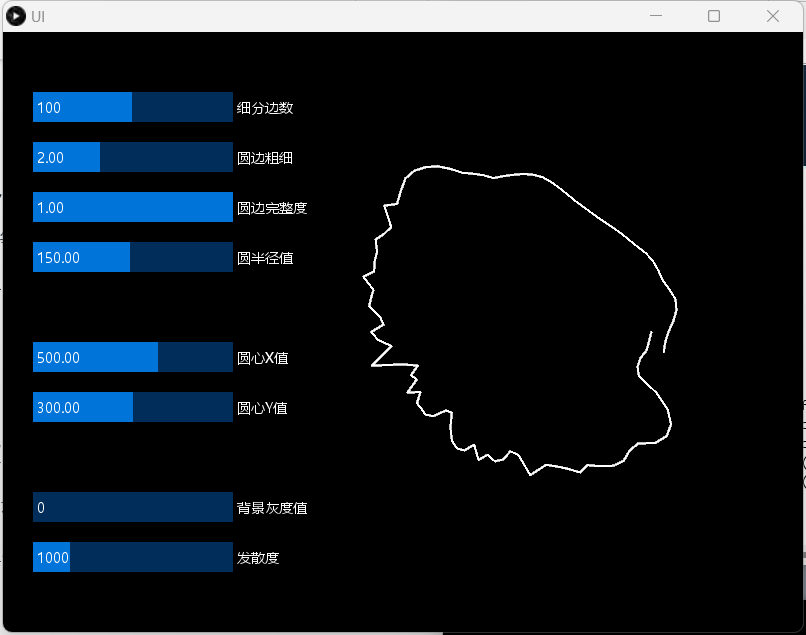 UI
100 细分边数
2.00 圆边粗细
1.00 圆边完整度
150.00 圆半径值
500.00 圆心X值
300.00 圆心Y值
0 背景灰度值
1000 发散度